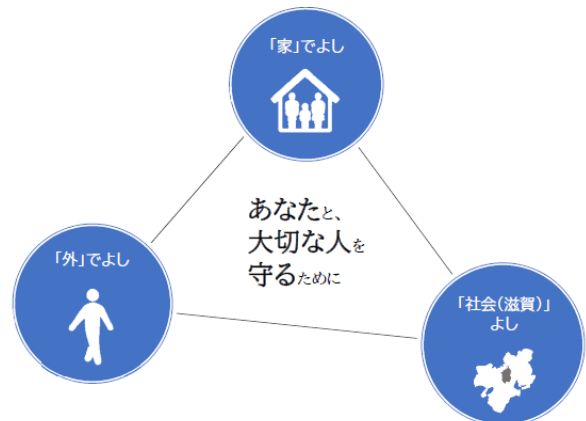 「家」でよし
あなたと、
大切な人を
守るために
「外」でよし
「社会（滋賀）」
よし